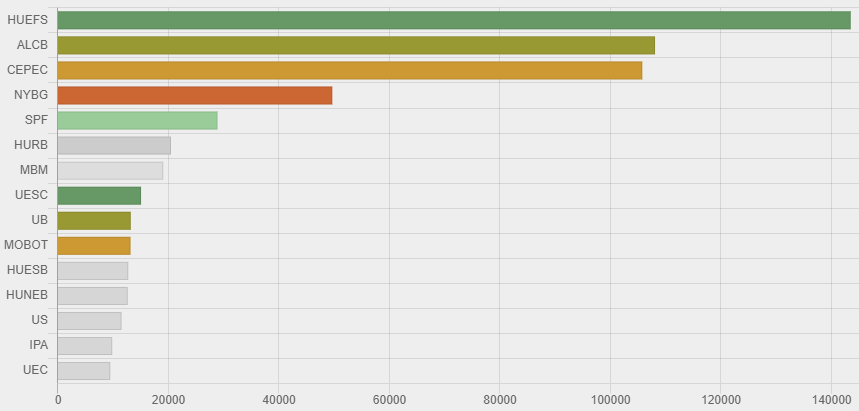 HUEFS
ALCB
CEPEC
NYBG
SPF
HURB
MBM
UESC
UB
MOBOT
HUESB
HUNEB
US
IPA
UEC
0 20000 40000 60000 80000 100000 120000 140000